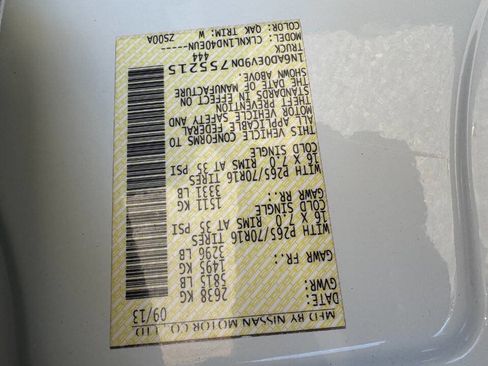 MFD BY NISSAN MOTOR CO., LTD
DATE: 09/13
GVWR: 2638 KG
5815 LB
GAWR FR.: 1495 KG
3296 LB
WITH P265/70R16 TIRES
16 X 7.0 RIMS AT 35 PSI
COLD SINGLE
GAWR RR.: 1511 KG
3331 LB
WITH P265/70R16 TIRES
16 X 7.0 RIMS AT 35 PSI
COLD SINGLE
THIS VEHICLE CONFORMS TO
ALL APPLICABLE FEDERAL
MOTOR VEHICLE SAFETY AND
THEFT PREVENTION
STANDARDS IN EFFECT ON
THE DATE OF MANUFACTURE
SHOWN ABOVE.
1N6AD0EV9DN755215
TRUCK 444
MODEL: CLKNLIND40EUN-----
COLOR: QAK TRIM: W ZS00A